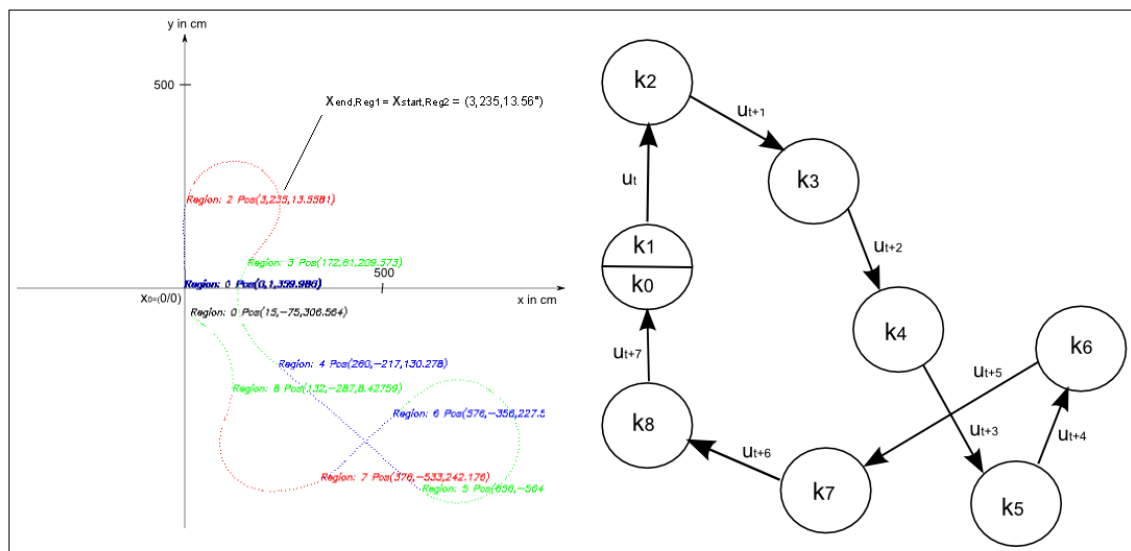 y in cm
500
Xend,Reg1 = Xstart,Reg2 = (3,235,13.56°)
Region: 2 Pos(3,235,13.5581)
Region: 3 Pos(172,61,209.573)
500
Pos(0,1,359.986)
X0=(0/0)
x in cm
Region: 0 Pos(15,-75,306.564)
Region: 4 Pos(260,-217,130.278)
Region: 8 Pos(132,-287,8.42759)
Region: 6 Pos(576,-356,227.5
Region: 7 Pos(376,-533,242.176)
Region: 5 Pos(656,-564
k2
ut+1
k3
ut
k1
k0
ut+2
k4
k6
ut+7
ut+5
k8
ut+3
ut+4
ut+6
k7
k5